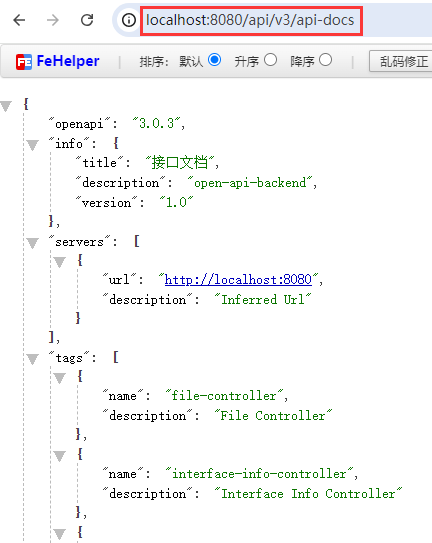 localhost:8080/api/v3/api-docs
FeHelper | 排序: 默认 升序 降序 | 乱码修正
{
"openapi": "3.0.3",
"info": {
"title": "接口文档",
"description": "open-api-backend",
"version": "1.0"
},
"servers": [
{
"url": "http://localhost:8080",
"description": "Inferred Url"
}
],
"tags": [
{
"name": "file-controller",
"description": "File Controller"
},
{
"name": "interface-info-controller",
"description": "Interface Info Controller"
},
{